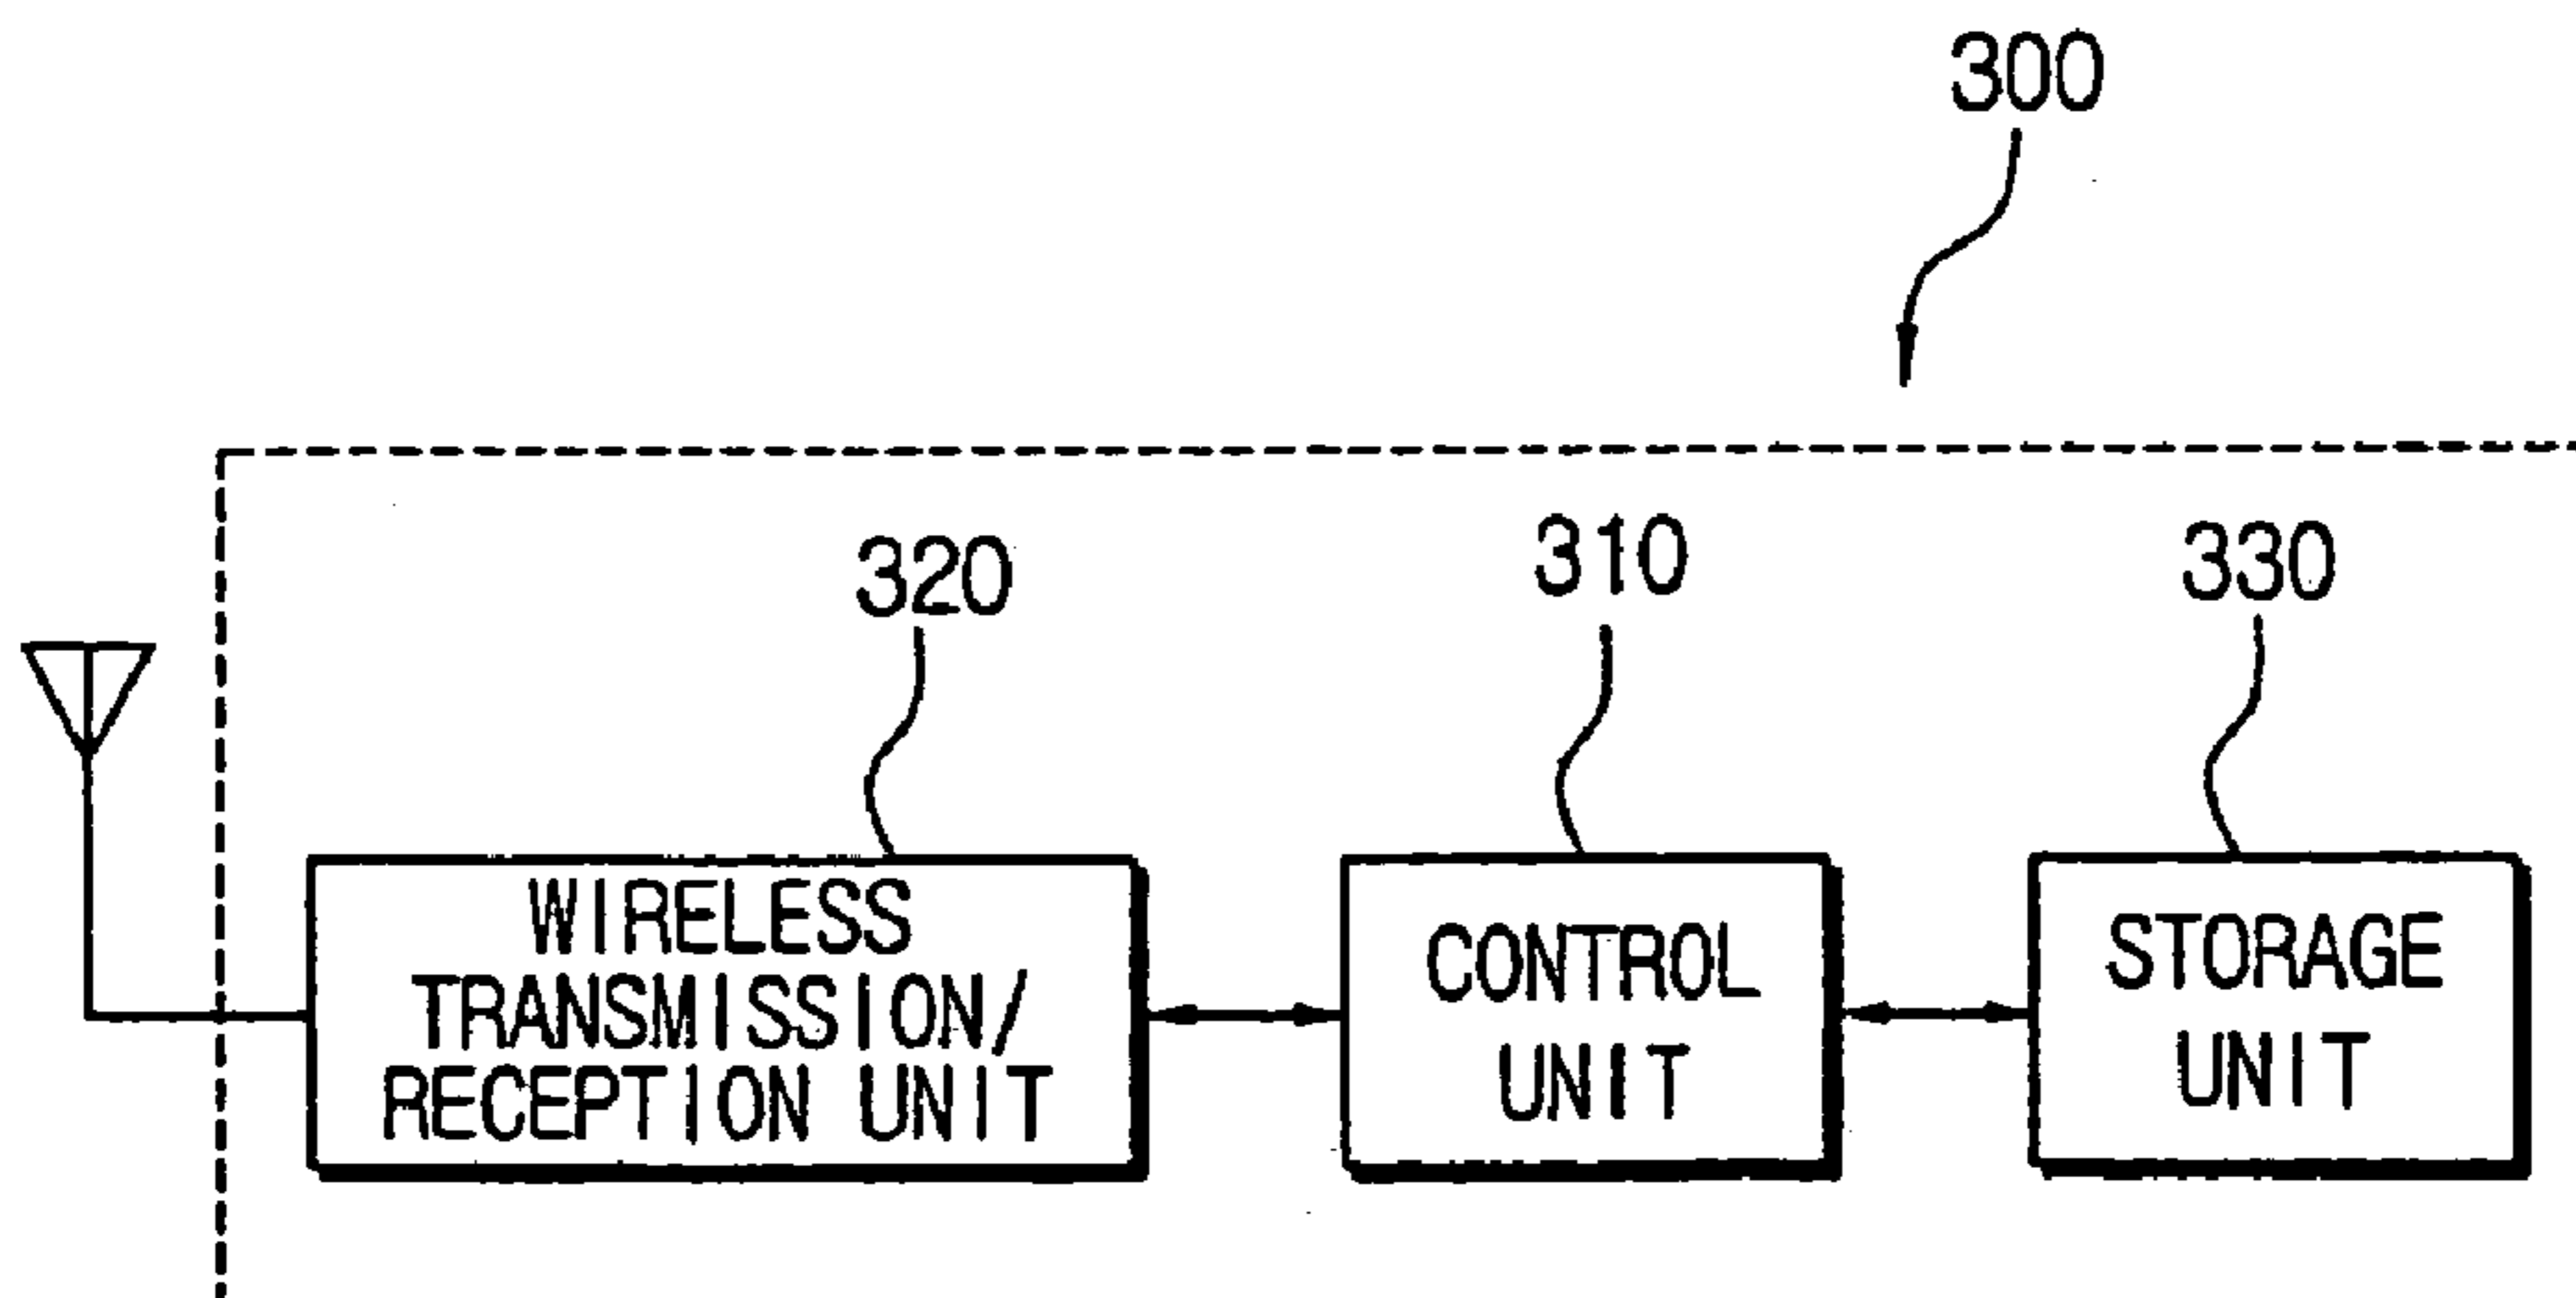 300
320
310
330
WIRELESS
TRANSMISSION/
RECEPTION UNIT
CONTROL
UNIT
STORAGE
UNIT